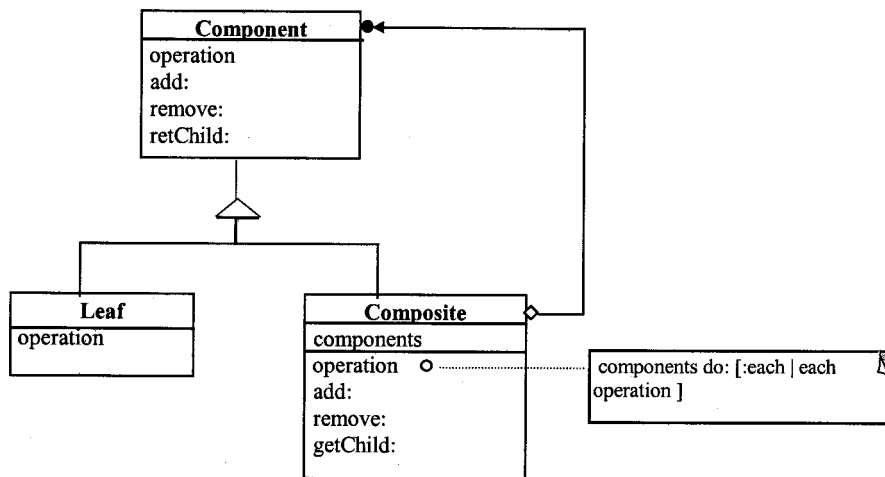 Component
operation
add:
remove:
retChild:
Leaf
operation
Composite
components
operation
add:
remove:
getChild:
components do: [:each | each
operation ]